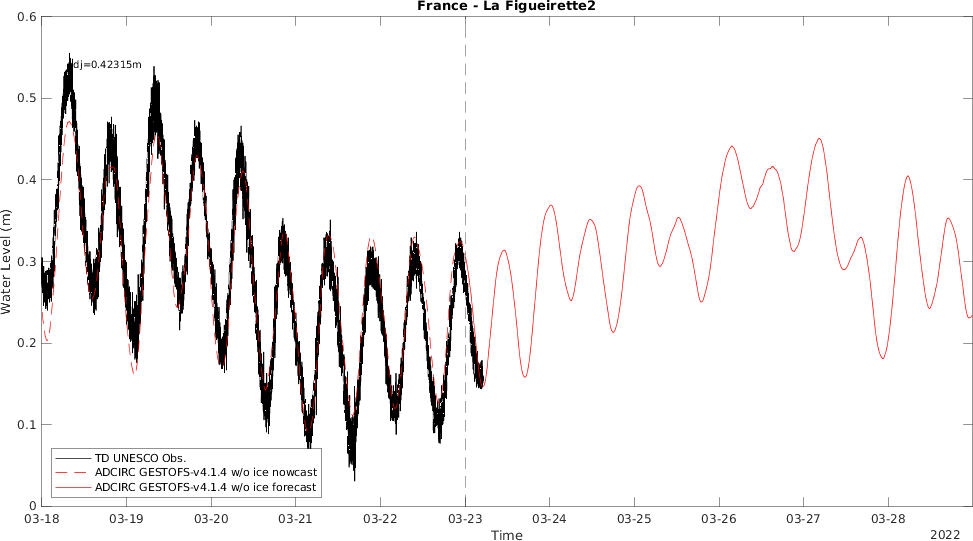 France - La Figueirette2
0.6
dj=0.42315m
0.5
0.4
0.3
0.2
0.1
0
Water Level (m)
TD UNESCO Obs.
ADCIRC GESTOFS-v4.1.4 w/o ice nowcast
ADCIRC GESTOFS-v4.1.4 w/o ice forecast
03-18 03-19 03-20 03-21 03-22 03-23 03-24 03-25 03-26 03-27 03-28
Time
2022